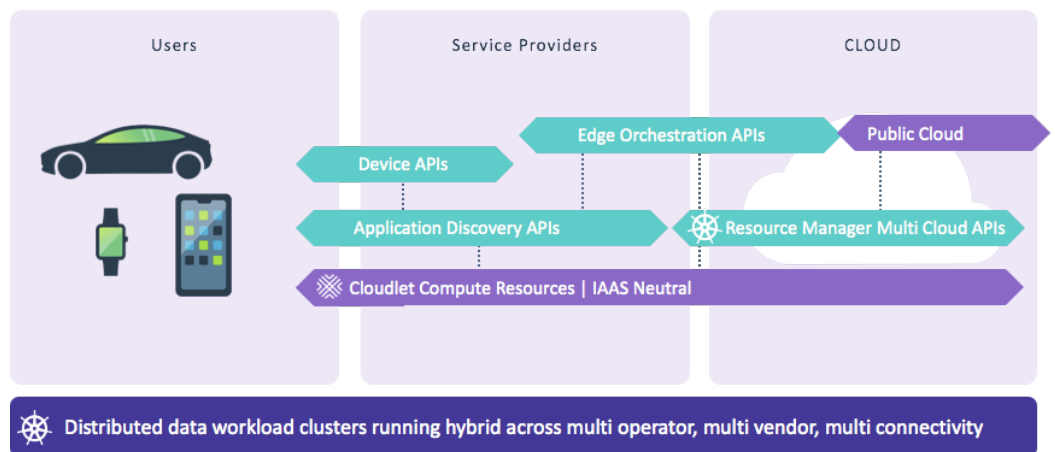 Users
Service Providers
CLOUD
Edge Orchestration APIs
Public Cloud
Device APIs
Application Discovery APIs
Resource Manager Multi Cloud APIs
Cloudlet Compute Resources | IAAS Neutral
Distributed data workload clusters running hybrid across multi operator, multi vendor, multi connectivity